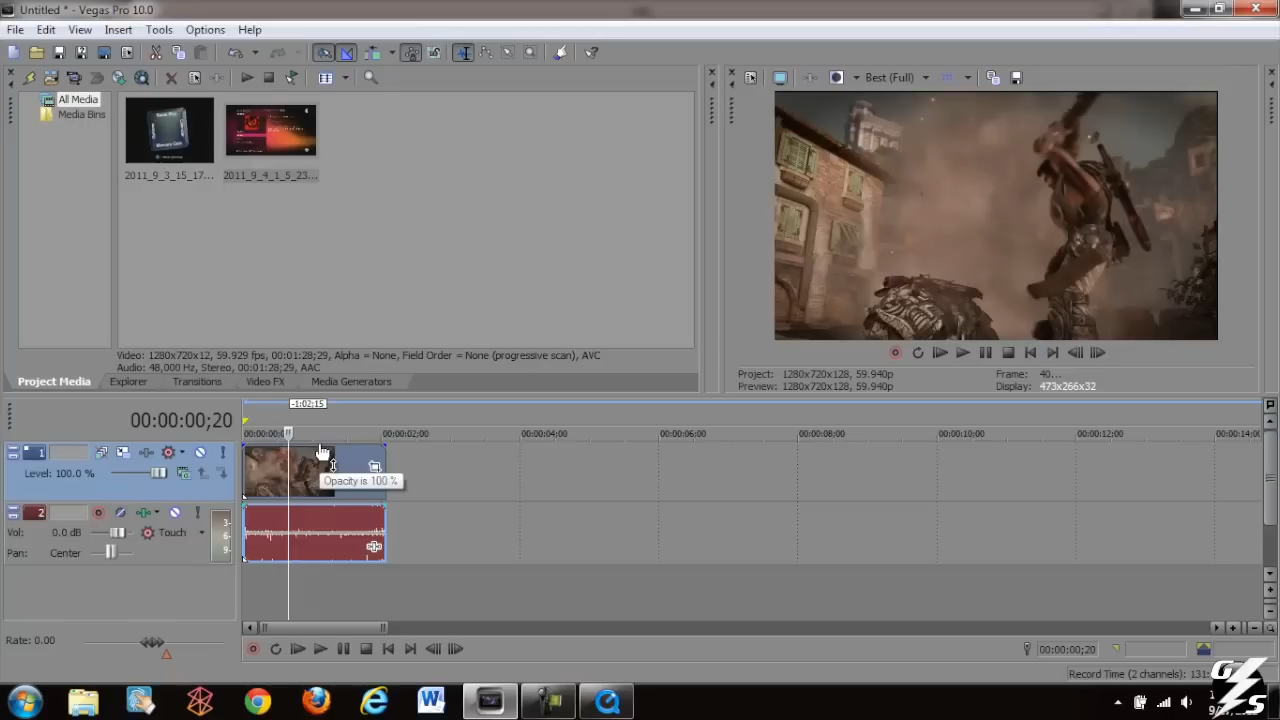 Untitled * - Vegas Pro 10.0
File Edit View Insert Tools Options Help
All Media
Media Bins
2011_9_3_15_17...
2011_9_4_1_5_23...
Best (Full)
Video: 1280x720x12, 59.929 fps, 00:01:28;29, Alpha = None, Field Order = None (progressive scan), AVC
Audio: 48,000 Hz, Stereo, 00:01:28;29, AAC
Project Media Explorer Transitions Video FX Media Generators
Project: 1280x720x128, 59.940p
Preview: 1280x720x128, 59.940p
Frame: 40...
Display: 473x266x32
00:00:00;20
-1:02;15
00:00:02;00
00:00:04;00
00:00:06;00
00:00:08;00
00:00:10;00
00:00:12;00
00:00:14;00
1
Level: 100.0 %
Opacity is 100 %
2
Vol: 0.0 dB Touch
Pan: Center
3-
6-
9-
Rate: 0.00
00:00:00;20
Record Time (2 channels): 131:
GS